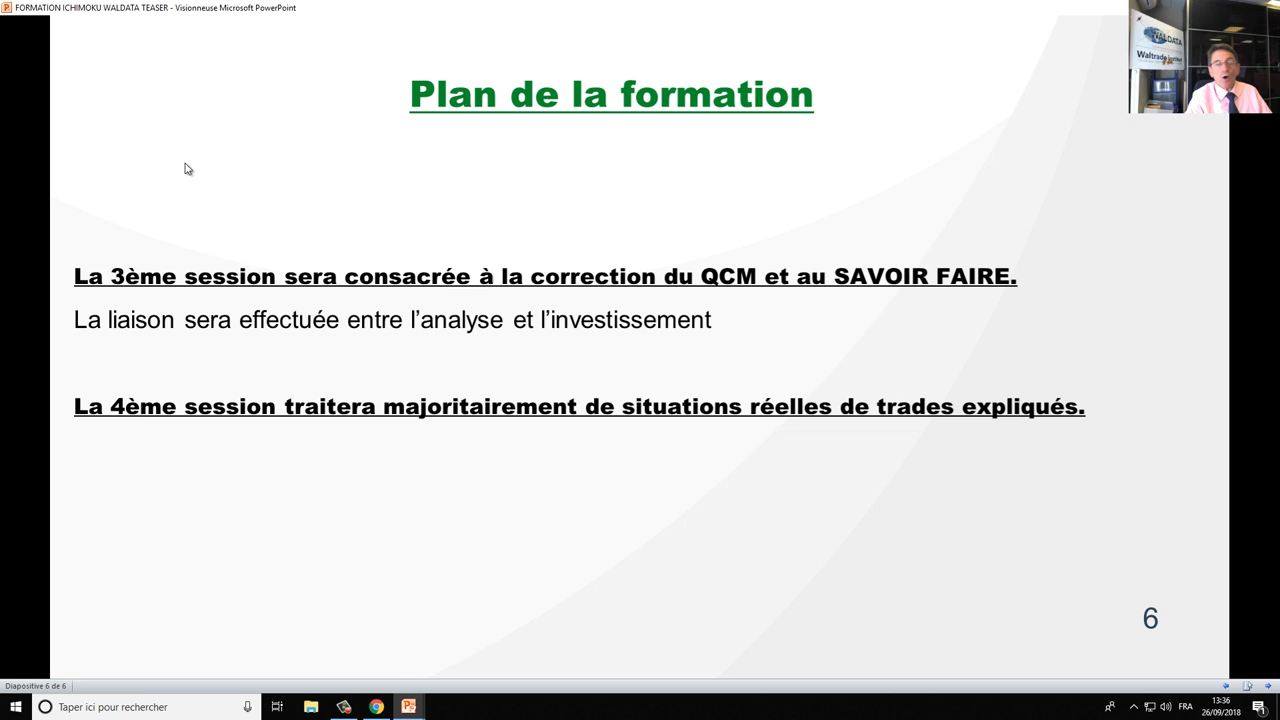 FORMATION ICHIMOKU WALDATA TEASER - Visionneuse Microsoft PowerPoint
WALDATA
Plan de la formation
La 3ème session sera consacrée à la correction du QCM et au SAVOIR FAIRE.
La liaison sera effectuée entre l’analyse et l’investissement
La 4ème session traitera majoritairement de situations réelles de trades expliqués.
6
Diapositive 6 de 6
Taper ici pour rechercher
FRA
13:36
26/09/2018
1